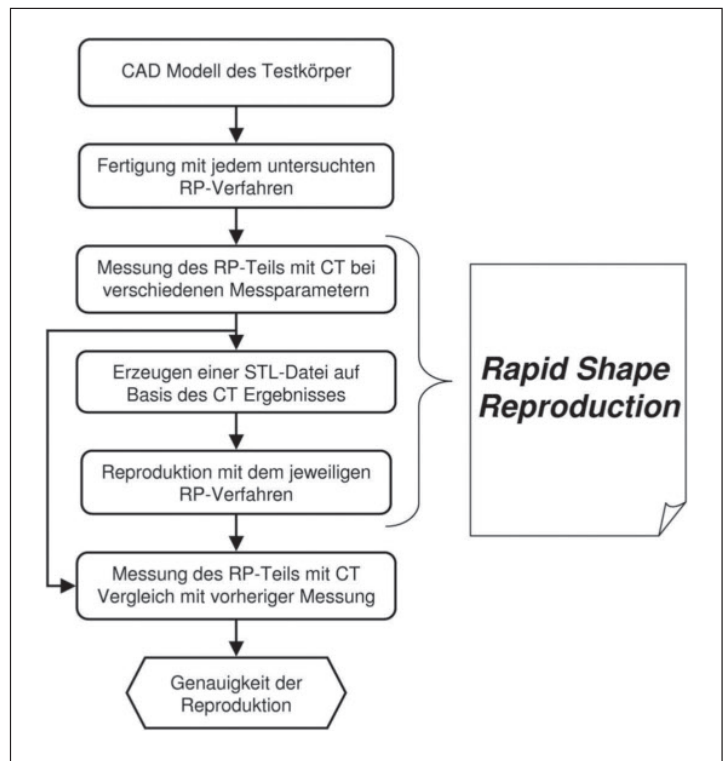 CAD Modell des Testkörper
Fertigung mit jedem untersuchten
RP-Verfahren
Messung des RP-Teils mit CT bei
verschiedenen Messparametern
Erzeugen einer STL-Datei auf
Basis des CT Ergebnisses
Reproduktion mit dem jeweiligen
RP-Verfahren
Messung des RP-Teils mit CT
Vergleich mit vorheriger Messung
Genauigkeit der
Reproduktion
Rapid Shape
Reproduction